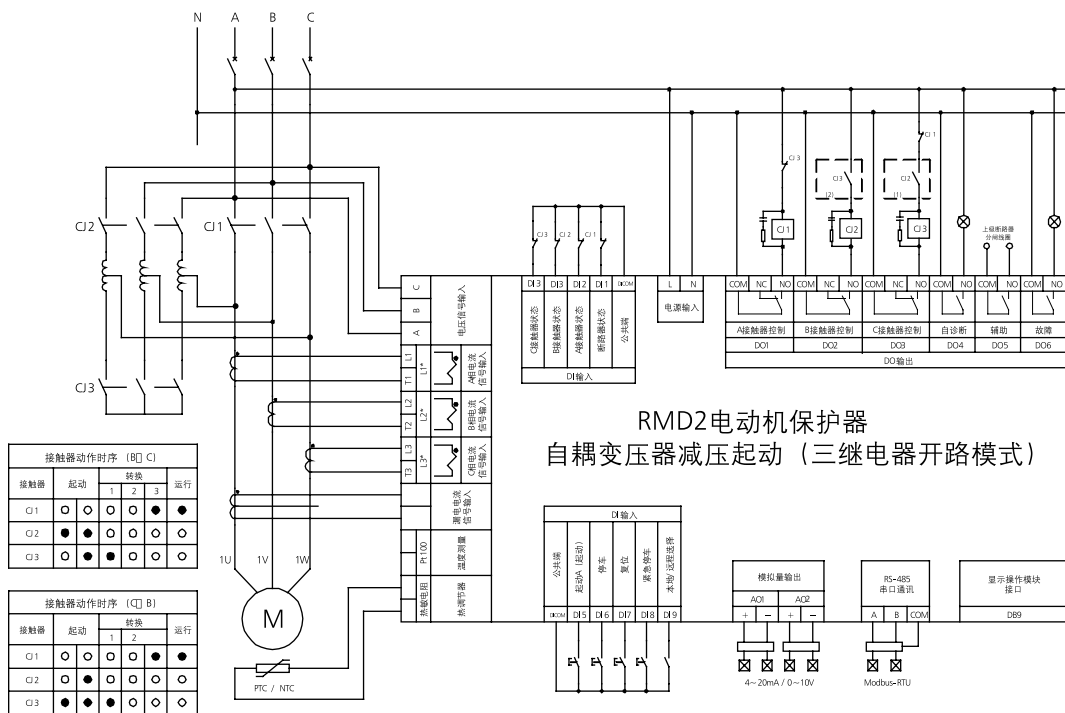 N A B C
CJ2
CJ1
CJ3
CJ3
CJ3
(2)
CJ1
CJ2
(1)
CJ1
CJ2
CJ3
上级断路器
分闸线圈
CJ3 CJ2 CJ1
DI3 DI3 DI2 DI1 DICOM
C接触器状态
B接触器状态
A接触器状态
断路器状态
公共端
DI输入
L N
电源输入
COM NC NO COM NC NO COM NC NO COM NO COM NO COM NO
A接触器控制 B接触器控制 C接触器控制 自诊断 辅助 故障
DO1 DO2 DO3 DO4 DO5 DO6
DO输出
C
B
A
电压信号输入
L1
T1
L1*
A相电流
信号输入
L2
T2
L2*
B相电流
信号输入
L3
T3
L3*
C相电流
信号输入
漏电电流
信号输入
Pt100
温度测量
热敏电阻
热调节器
RMD2电动机保护器
自耦变压器减压起动（三继电器开路模式）
接触器动作时序 (B C)
接触器 起动 转换 运行
1 2 3
CJ1
CJ2
CJ3
接触器动作时序 (C B)
接触器 起动 转换 运行
1 2
CJ1
CJ2
CJ3
1U 1V 1W
M
PTC / NTC
DI输入
公共端
起动A（起动）
停车
复位
紧急停车
本地/远程选择
DICOM DI5 DI6 DI7 DI8 DI9
模拟量输出
AO1 AO2
+ − + −
4～20mA / 0～10V
RS-485
串口通讯
A B COM
Modbus-RTU
显示操作模块
接口
DB9